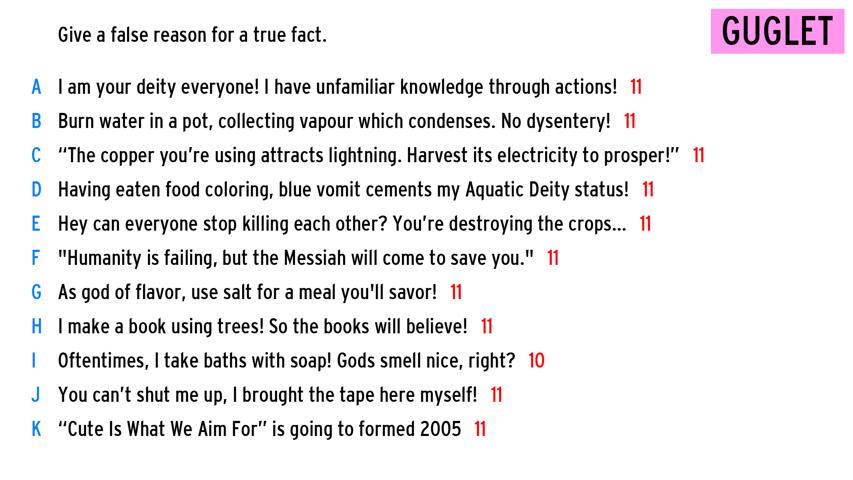 Give a false reason for a true fact.
GUGLET
A I am your deity everyone! I have unfamiliar knowledge through actions! 11
B Burn water in a pot, collecting vapour which condenses. No dysentery! 11
C “The copper you’re using attracts lightning. Harvest its electricity to prosper!” 11
D Having eaten food coloring, blue vomit cements my Aquatic Deity status! 11
E Hey can everyone stop killing each other? You’re destroying the crops... 11
F "Humanity is failing, but the Messiah will come to save you." 11
G As god of flavor, use salt for a meal you'll savor! 11
H I make a book using trees! So the books will believe! 11
I Oftentimes, I take baths with soap! Gods smell nice, right? 10
J You can’t shut me up, I brought the tape here myself! 11
K “Cute Is What We Aim For” is going to formed 2005 11